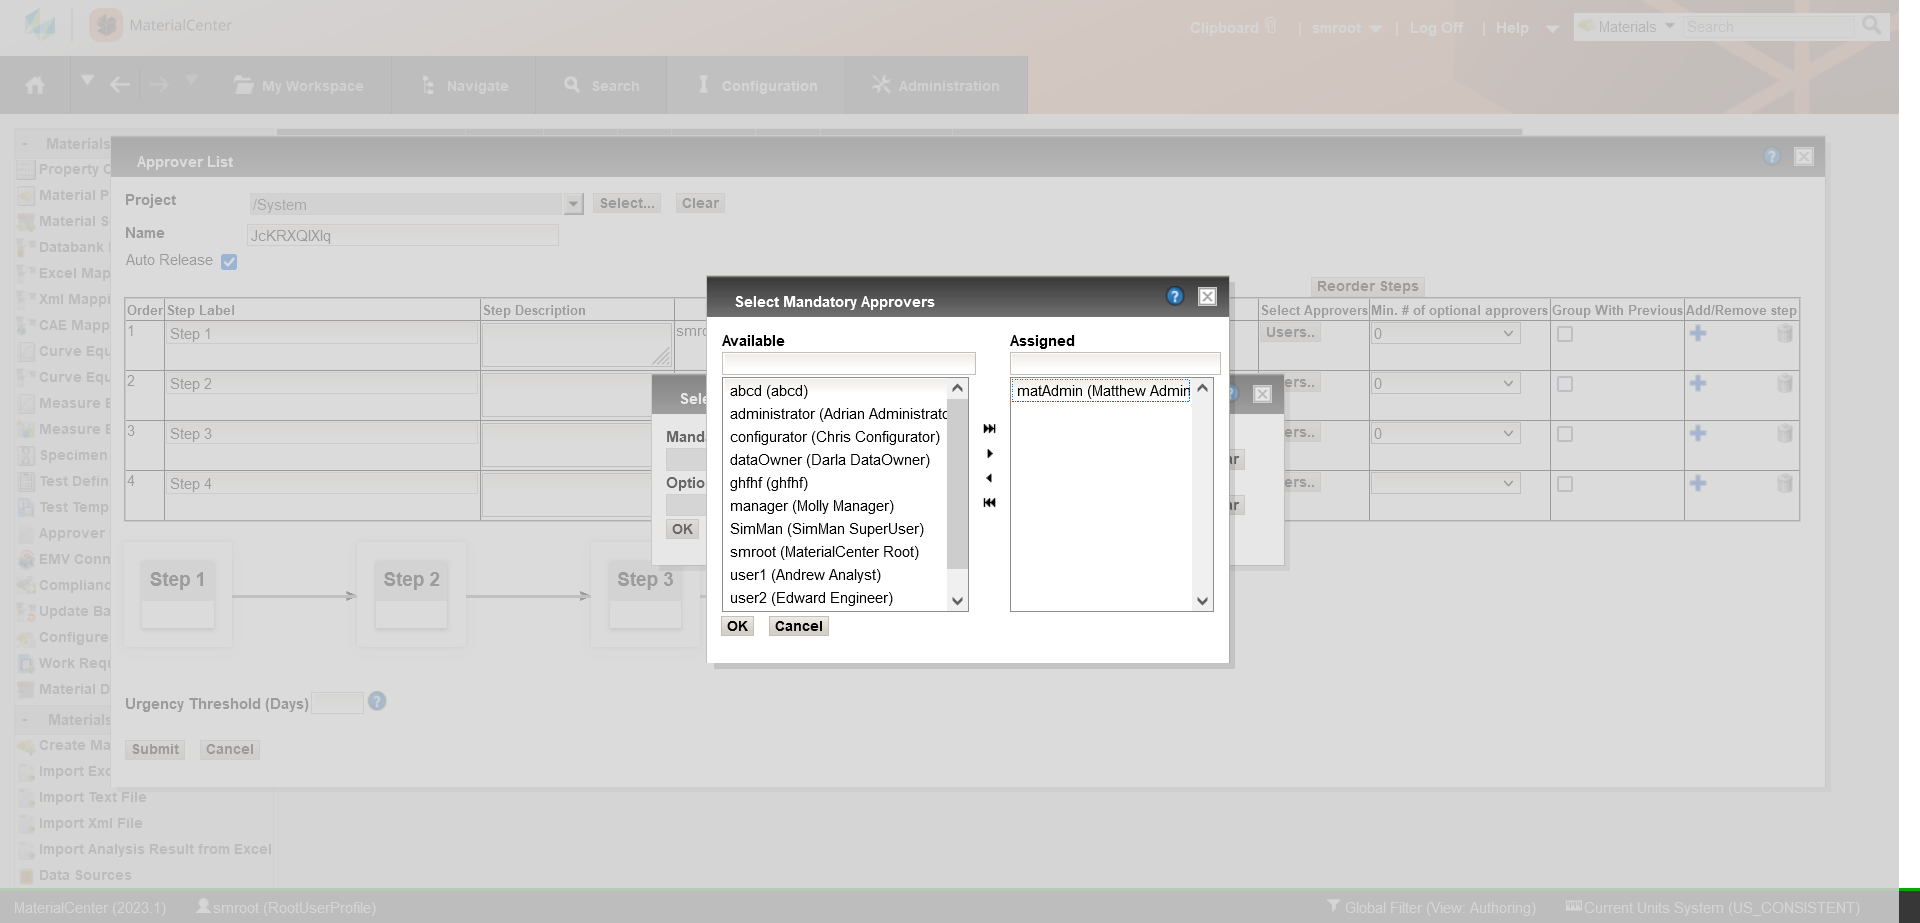 MaterialCenter
Clipboard | smroot | Log Off | Help Materials Search
My Workspace Navigate Search Configuration Administration
- Materials
Approver List
Property
Material P
Material S
Databank
Excel Map
Xml Mappi
CAE Mapp
Curve Equ
Curve Equ
Measure E
Measure E
Specimen
Test Defin
Test Temp
Approver
EMV Conn
Complianc
Update Ba
Configure
Work Requ
Material D
- Materials
Create Ma
Import Exc
Import Text File
Import Xml File
Import Analysis Result from Excel
Data Sources
Project /System Select... Clear
Name JcKRXQlXlq
Auto Release
Reorder Steps
Order Step Label Step Description Select Approvers Min. # of optional approvers Group With Previous Add/Remove step
1 Step 1 smro Users.. 0
2 Step 2 ers.. 0
3 Step 3 ers.. 0
4 Step 4 ers..
Sele
Mand
Optio
OK
Select Mandatory Approvers
Available Assigned
abcd (abcd)
administrator (Adrian Administrato
configurator (Chris Configurator)
dataOwner (Darla DataOwner)
ghfhf (ghfhf)
manager (Molly Manager)
SimMan (SimMan SuperUser)
smroot (MaterialCenter Root)
user1 (Andrew Analyst)
user2 (Edward Engineer)
matAdmin (Matthew Admin
OK Cancel
Step 1 Step 2 Step 3
Urgency Threshold (Days)
Submit Cancel
MaterialCenter (2023.1) smroot (RootUserProfile) Global Filter (View: Authoring) Current Units System (US_CONSISTENT)